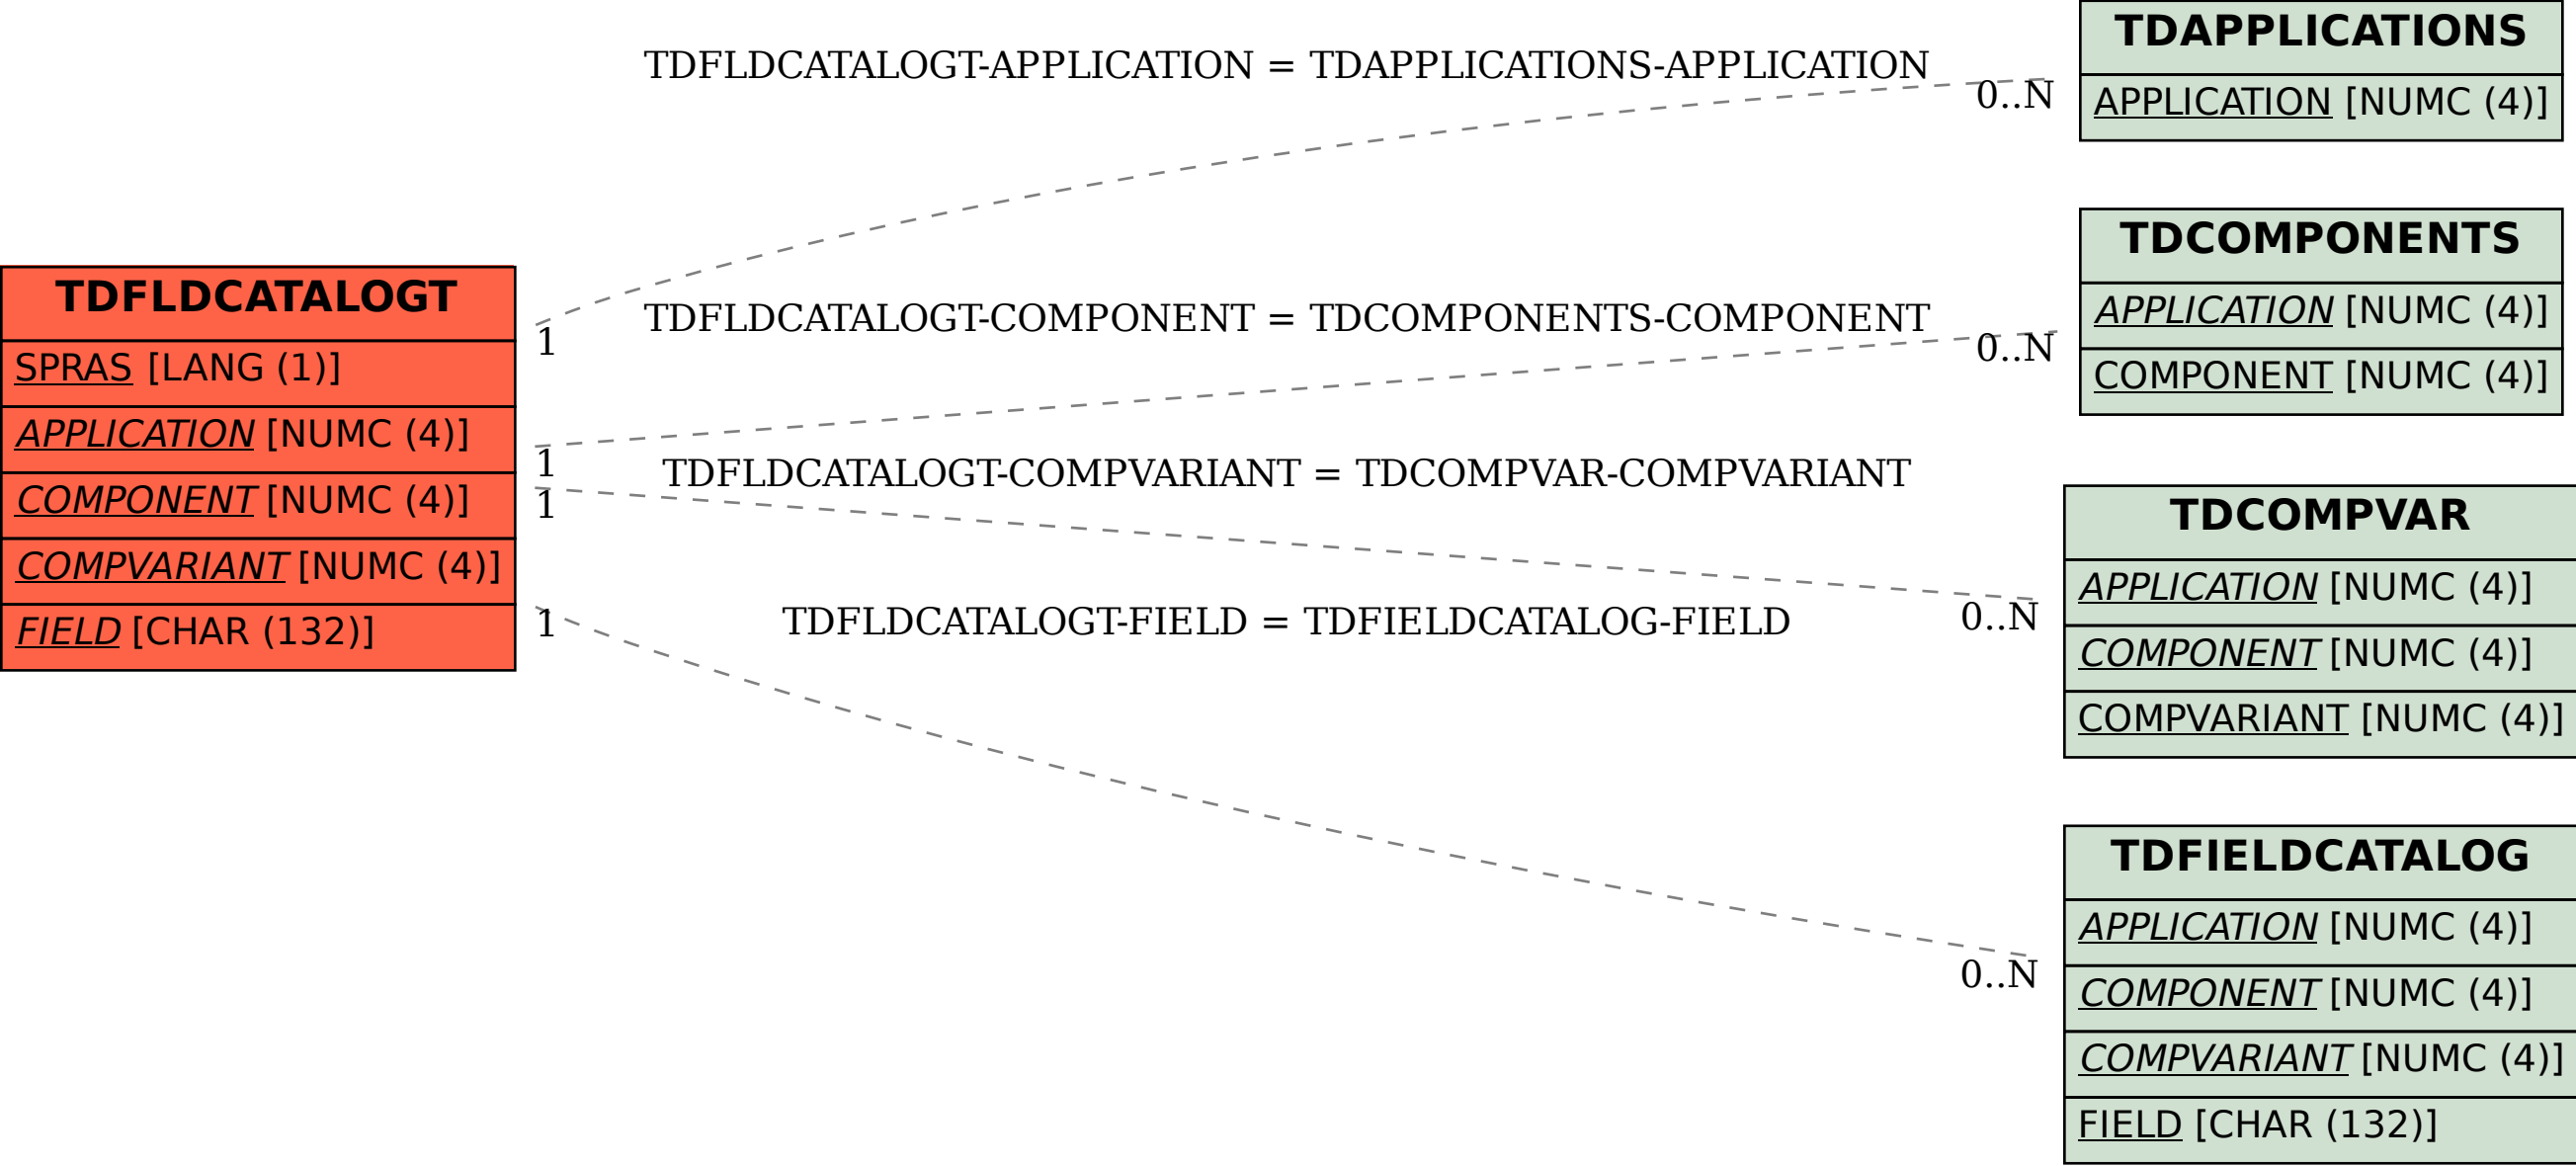 TDFLDCATALOGT
SPRAS [LANG (1)]
APPLICATION [NUMC (4)]
COMPONENT [NUMC (4)]
COMPVARIANT [NUMC (4)]
FIELD [CHAR (132)]
TDFLDCATALOGT-APPLICATION = TDAPPLICATIONS-APPLICATION
0..N
1
TDFLDCATALOGT-COMPONENT = TDCOMPONENTS-COMPONENT
0..N
1
TDFLDCATALOGT-COMPVARIANT = TDCOMPVAR-COMPVARIANT
1
0..N
TDFLDCATALOGT-FIELD = TDFIELDCATALOG-FIELD
1
0..N
TDAPPLICATIONS
APPLICATION [NUMC (4)]
TDCOMPONENTS
APPLICATION [NUMC (4)]
COMPONENT [NUMC (4)]
TDCOMPVAR
APPLICATION [NUMC (4)]
COMPONENT [NUMC (4)]
COMPVARIANT [NUMC (4)]
TDFIELDCATALOG
APPLICATION [NUMC (4)]
COMPONENT [NUMC (4)]
COMPVARIANT [NUMC (4)]
FIELD [CHAR (132)]